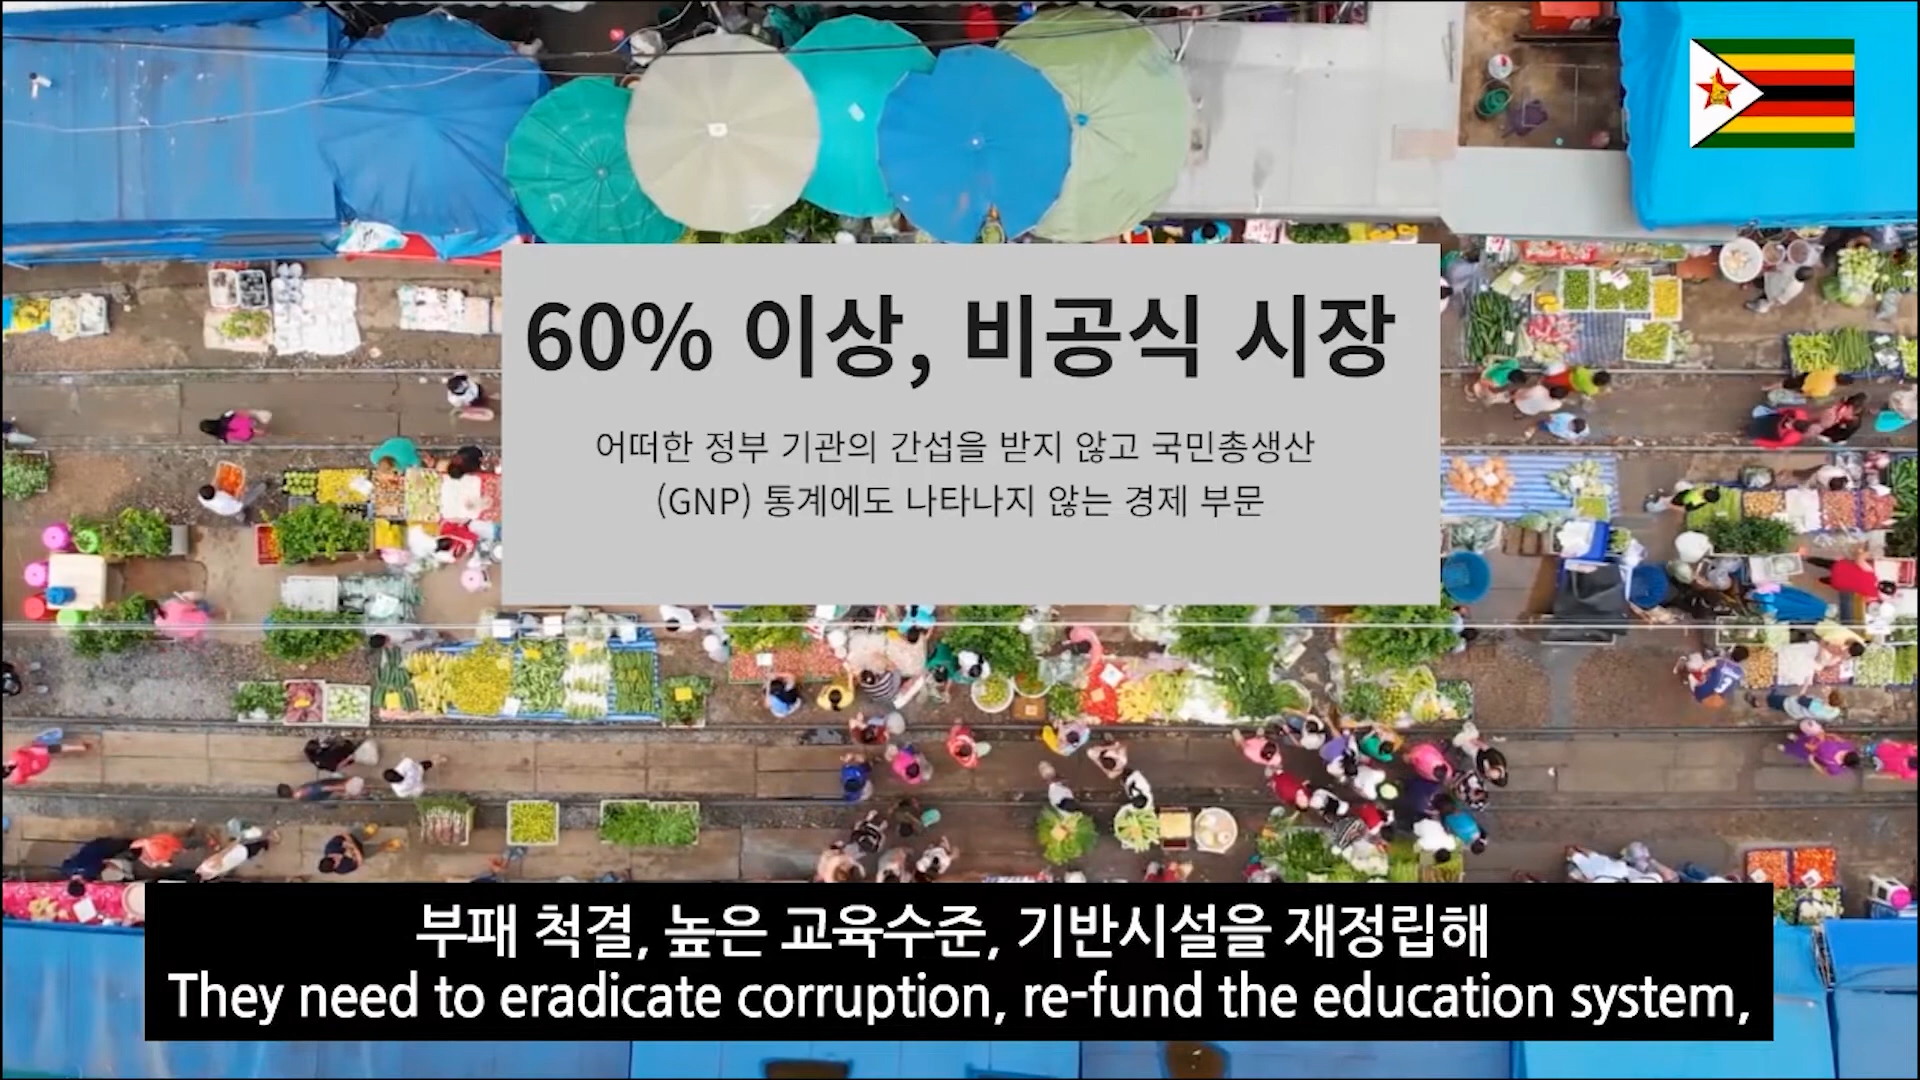 60% 이상, 비공식 시장
어떠한 정부 기관의 간섭을 받지 않고 국민총생산
(GNP) 통계에도 나타나지 않는 경제 부문
부패 척결, 높은 교육수준, 기반시설을 재정립해
They need to eradicate corruption, re-fund the education system,